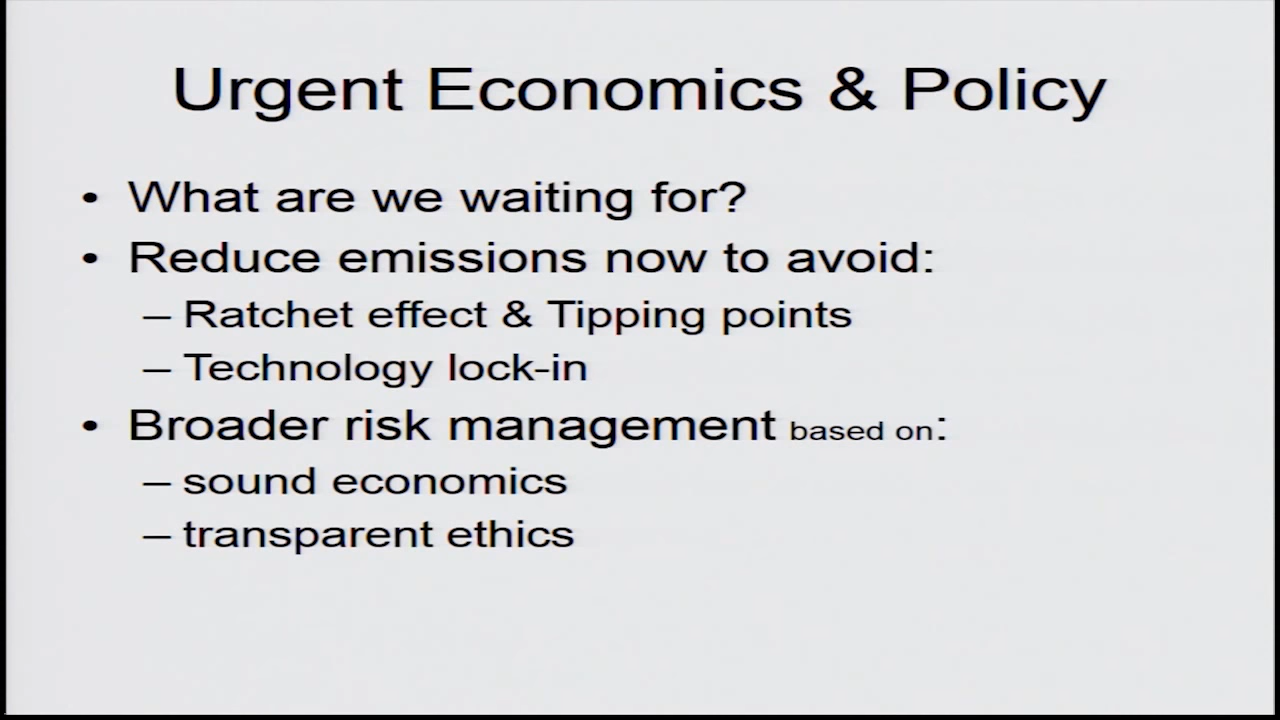 Urgent Economics & Policy
• What are we waiting for?
• Reduce emissions now to avoid:
– Ratchet effect & Tipping points
– Technology lock-in
• Broader risk management based on:
– sound economics
– transparent ethics